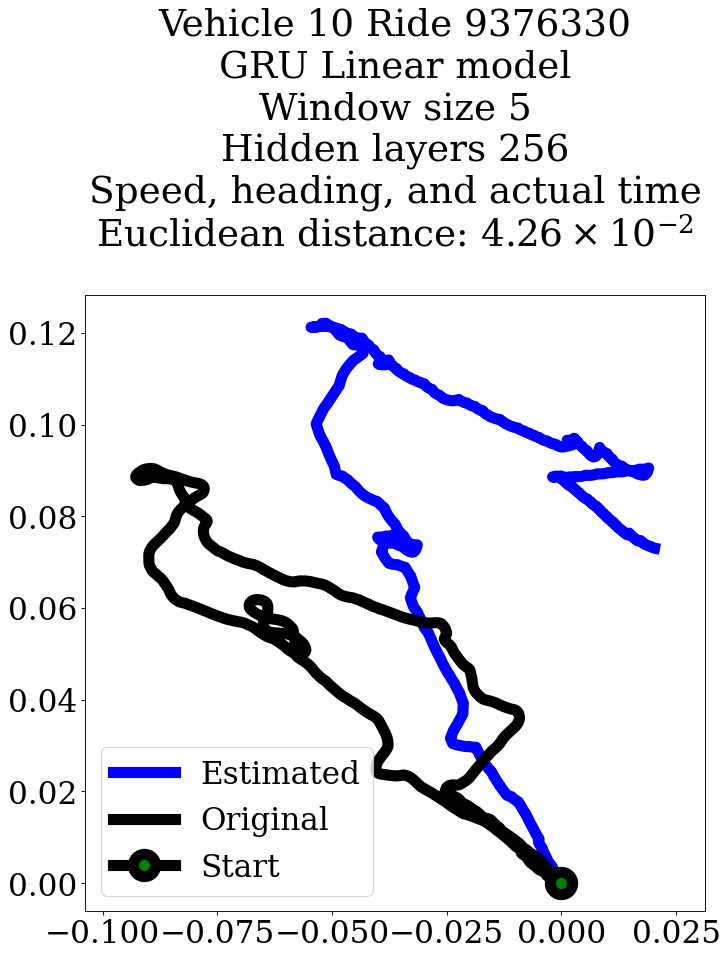 Vehicle 10 Ride 9376330
GRU Linear model
Window size 5
Hidden layers 256
Speed, heading, and actual time
Euclidean distance: 4.26 × 10⁻²
0.12
0.10
0.08
0.06
0.04
0.02
0.00
Estimated
Original
Start
−0.100 −0.075 −0.050 −0.025 0.000 0.025